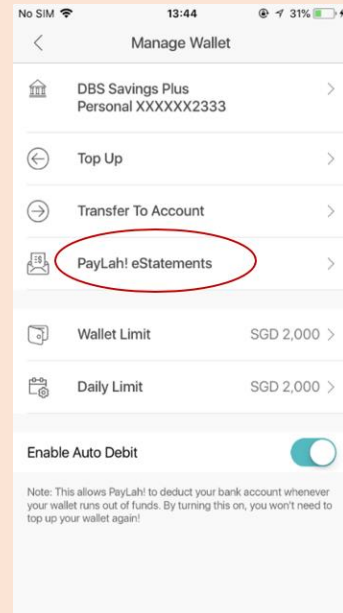 No SIM 13:44 31%
Manage Wallet
DBS Savings Plus
Personal XXXXXX2333
Top Up
Transfer To Account
PayLah! eStatements
Wallet Limit SGD 2,000
Daily Limit SGD 2,000
Enable Auto Debit
Note: This allows PayLah! to deduct your bank account whenever
your wallet runs out of funds. By turning this on, you won't need to
top up your wallet again!